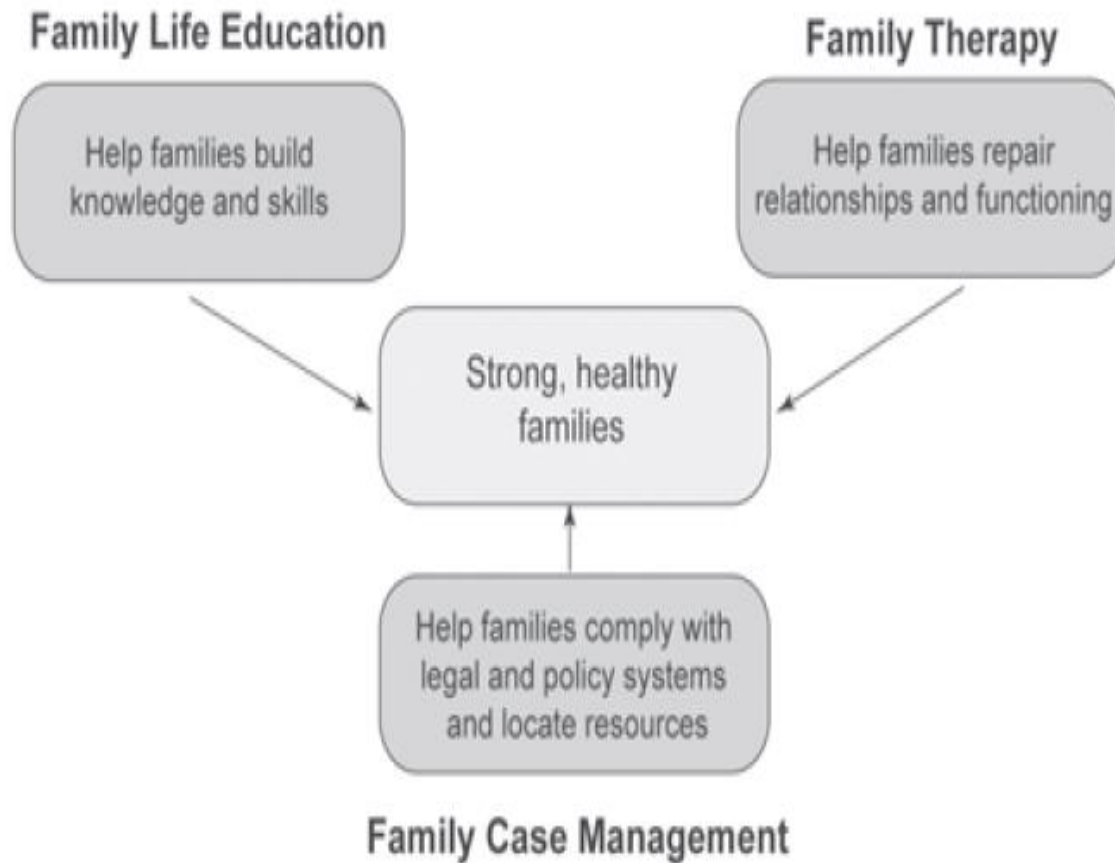 Family Life Education
Help families build
knowledge and skills
Family Therapy
Help families repair
relationships and functioning
Strong, healthy
families
Help families comply with
legal and policy systems
and locate resources
Family Case Management